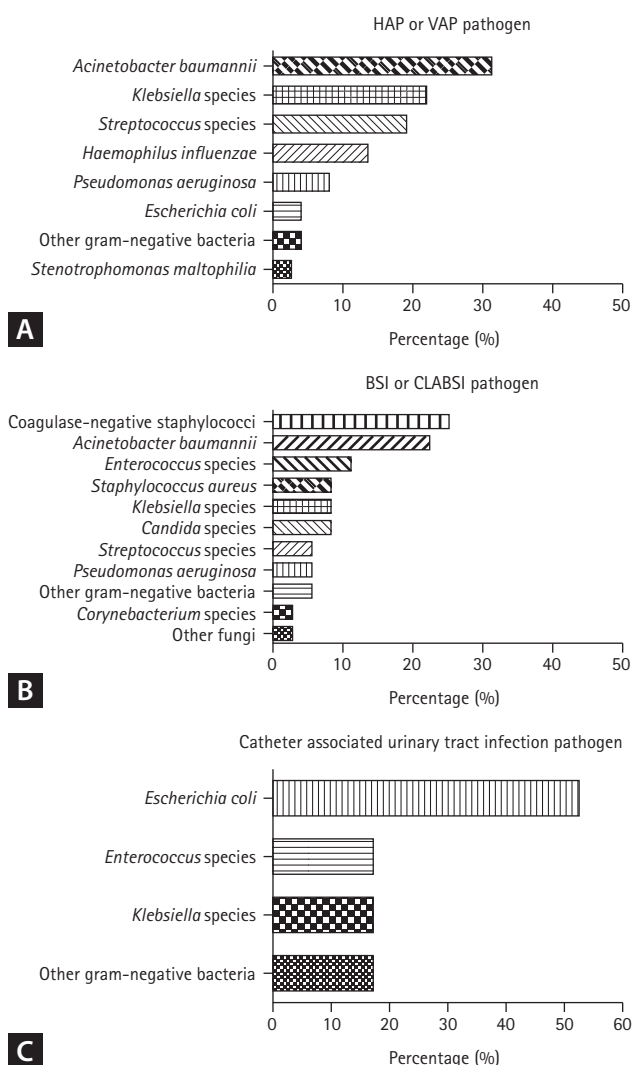 HAP or VAP pathogen
Acinetobacter baumannii
Klebsiella species
Streptococcus species
Haemophilus influenzae
Pseudomonas aeruginosa
Escherichia coli
Other gram-negative bacteria
Stenotrophomonas maltophilia
0 10 20 30 40 50
Percentage (%)
A
BSI or CLABSI pathogen
Coagulase-negative staphylococci
Acinetobacter baumannii
Enterococcus species
Staphylococcus aureus
Klebsiella species
Candida species
Streptococcus species
Pseudomonas aeruginosa
Other gram-negative bacteria
Corynebacterium species
Other fungi
0 10 20 30 40 50
Percentage (%)
B
Catheter associated urinary tract infection pathogen
Escherichia coli
Enterococcus species
Klebsiella species
Other gram-negative bacteria
0 10 20 30 40 50 60
Percentage (%)
C